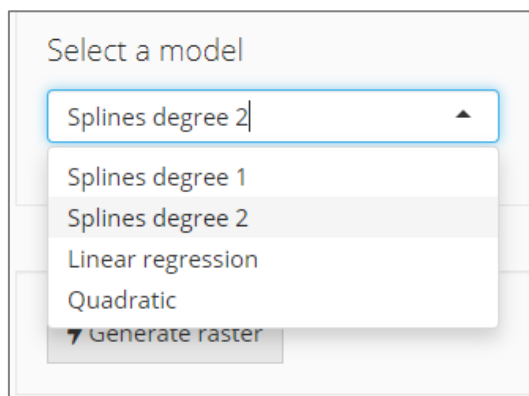 Select a model
Splines degree 2
Splines degree 1
Splines degree 2
Linear regression
Quadratic
Generate raster